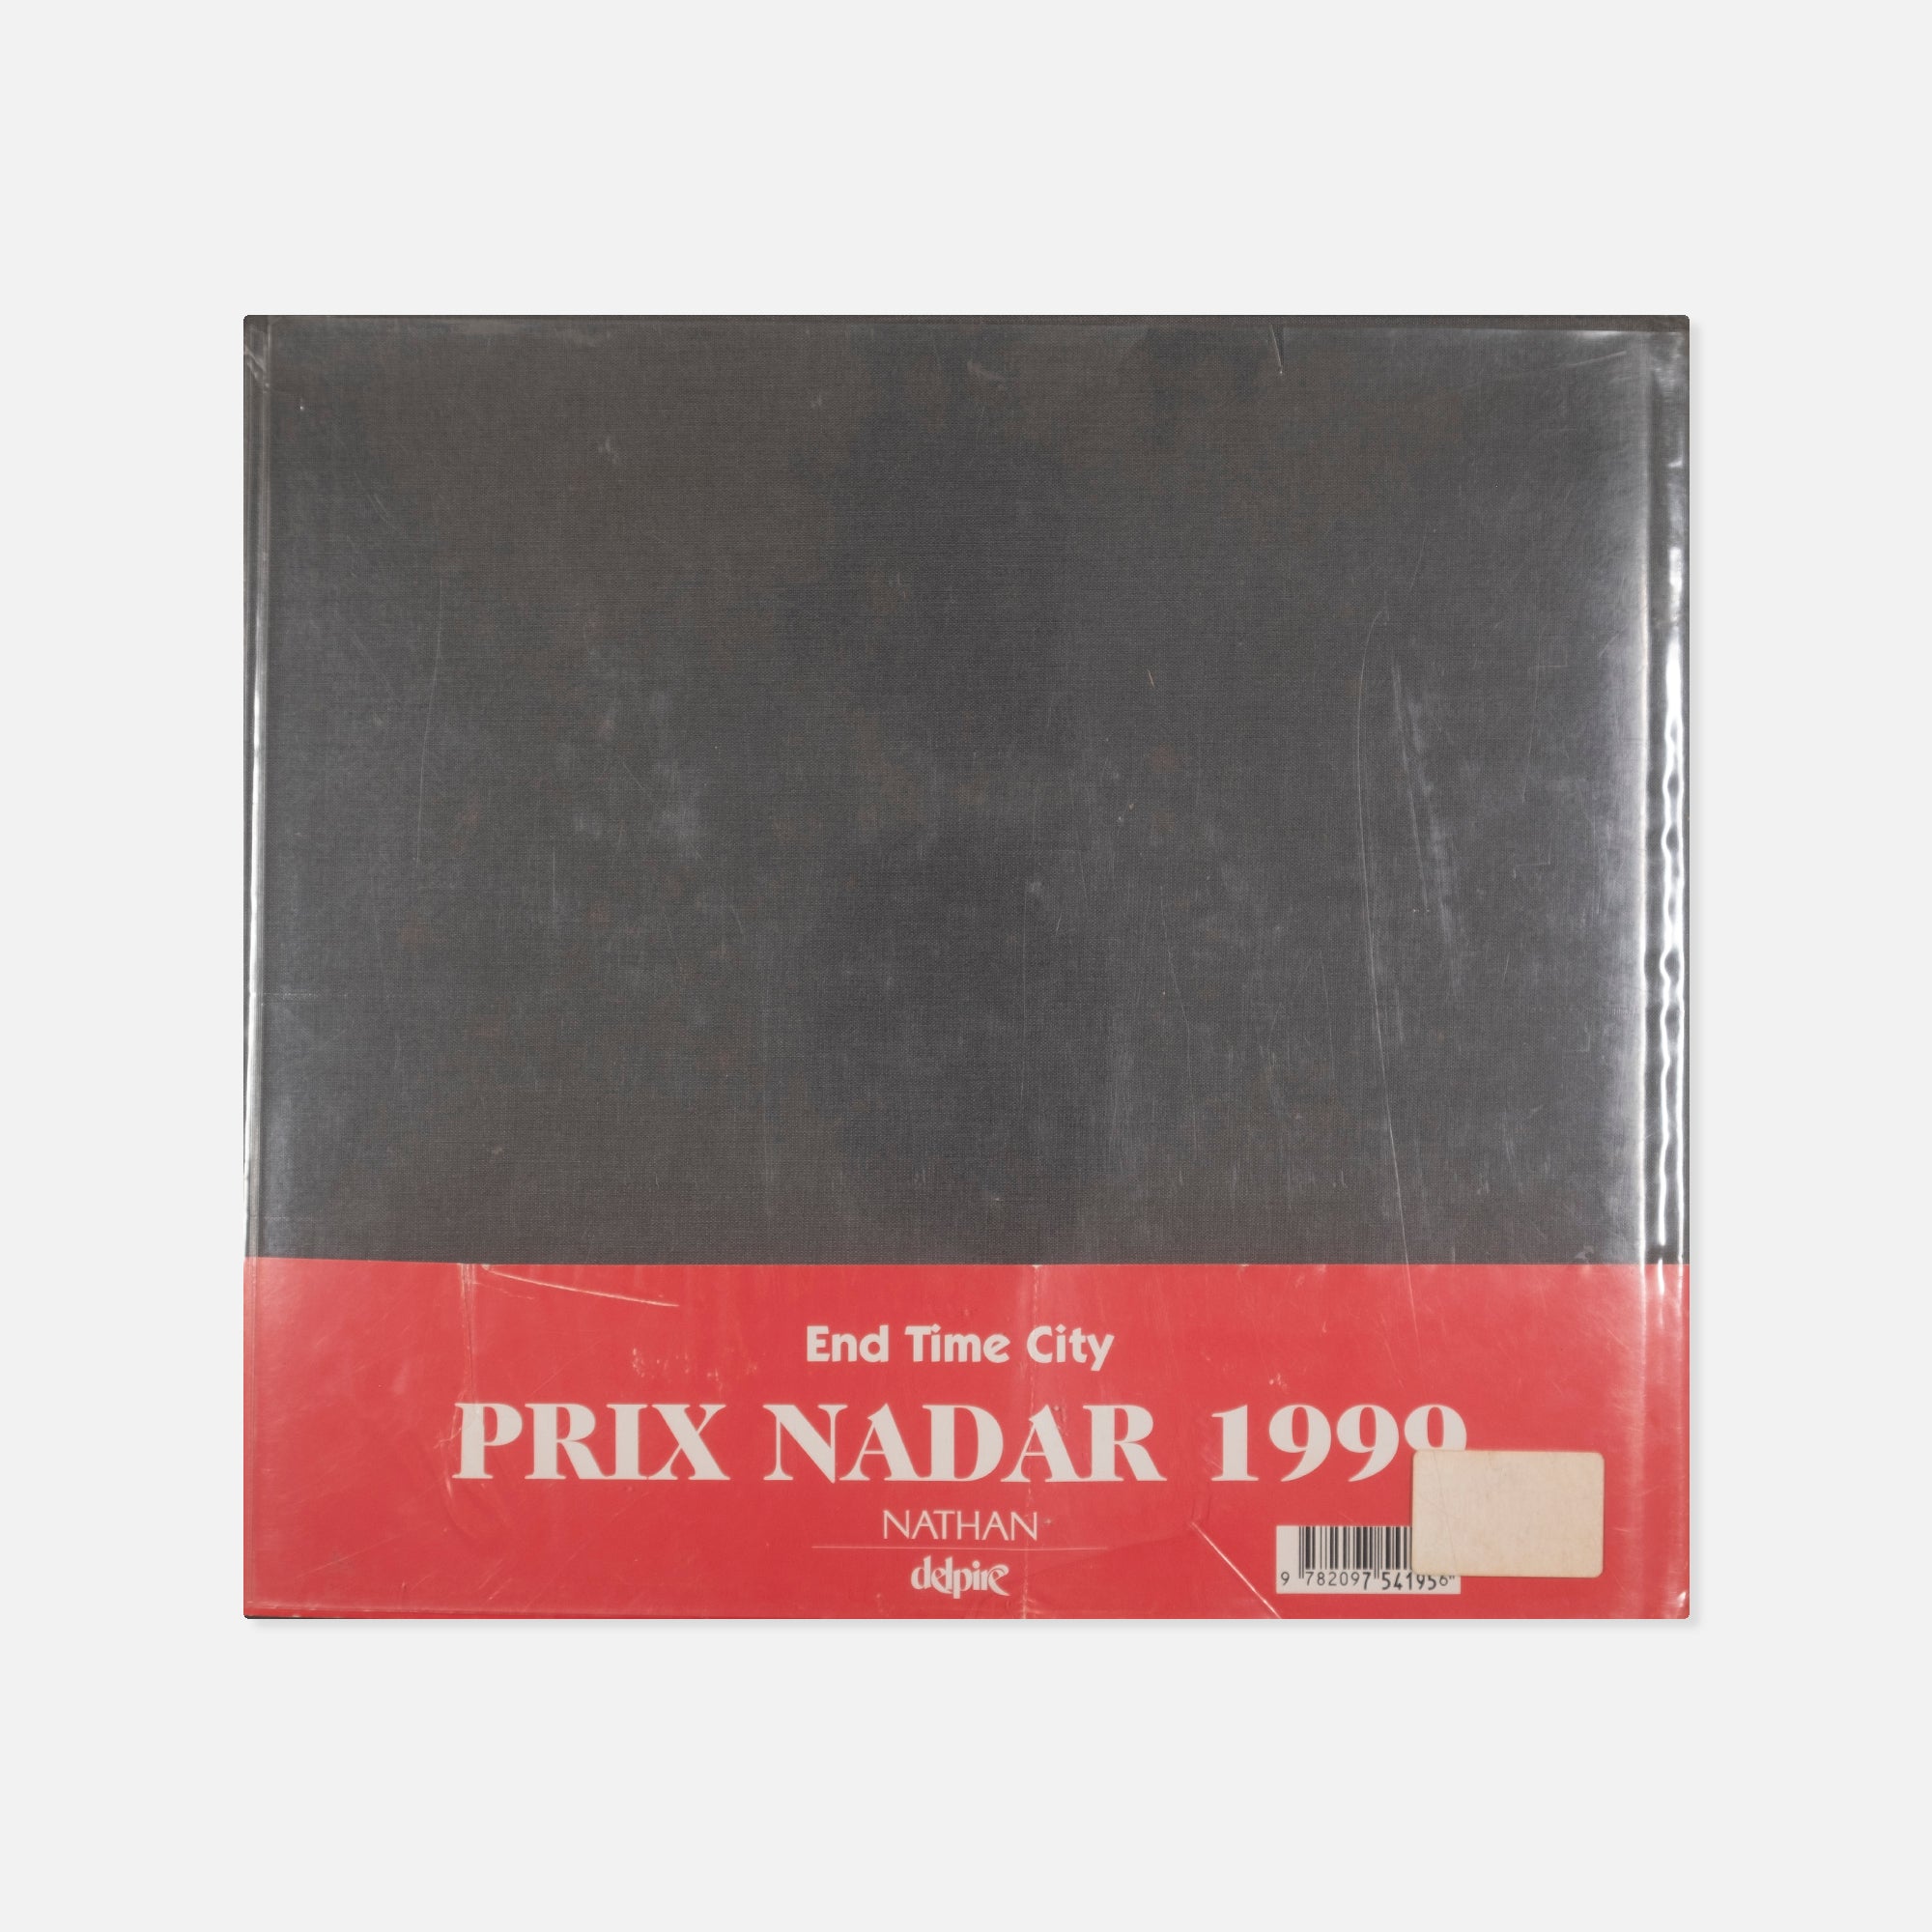 End Time City
PRIX NADAR 1999
NATHAN
delpire
9 782097 541956